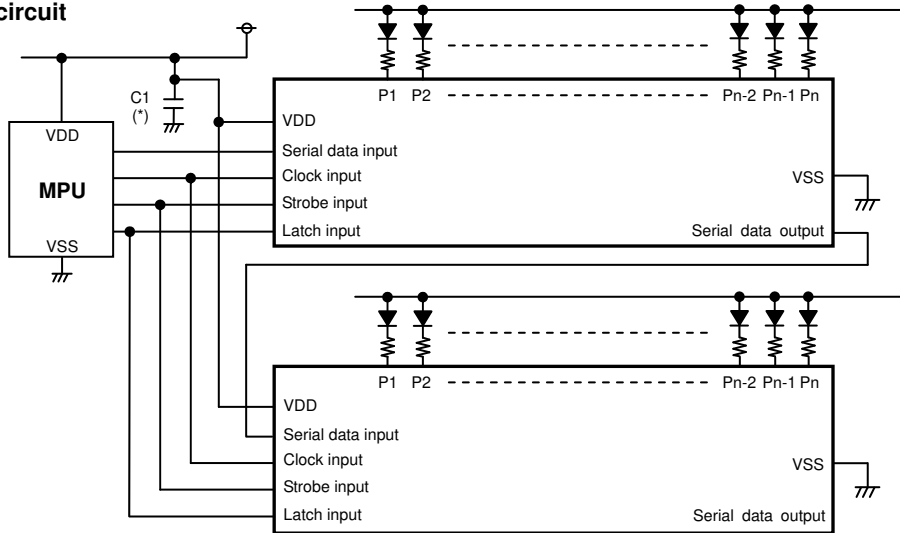 circuit
C1
(*)
P1 P2 Pn-2 Pn-1 Pn
VDD
MPU
VSS
VDD
Serial data input
Clock input
Strobe input
Latch input
VSS
Serial data output
P1 P2 Pn-2 Pn-1 Pn
VDD
Serial data input
Clock input
Strobe input
Latch input
VSS
Serial data output